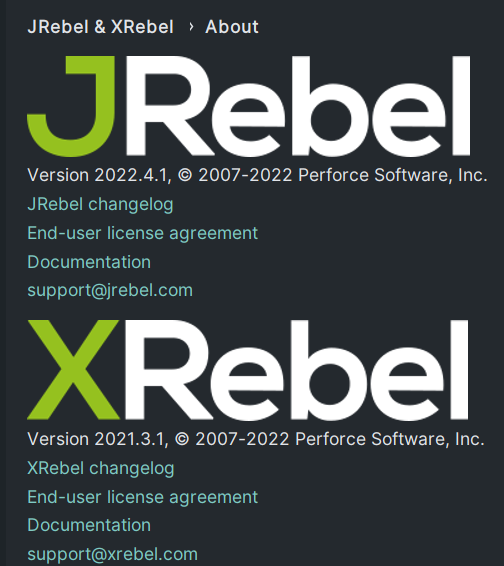 JRebel & XRebel › About
JRebel
Version 2022.4.1, © 2007-2022 Perforce Software, Inc.
JRebel changelog
End-user license agreement
Documentation
support@jrebel.com
XRebel
Version 2021.3.1, © 2007-2022 Perforce Software, Inc.
XRebel changelog
End-user license agreement
Documentation
support@xrebel.com